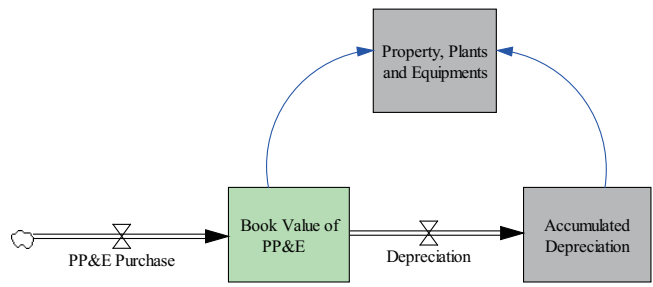 Property, Plants
and Equipments
Book Value of
PP&E
Accumulated
Depreciation
PP&E Purchase
Depreciation